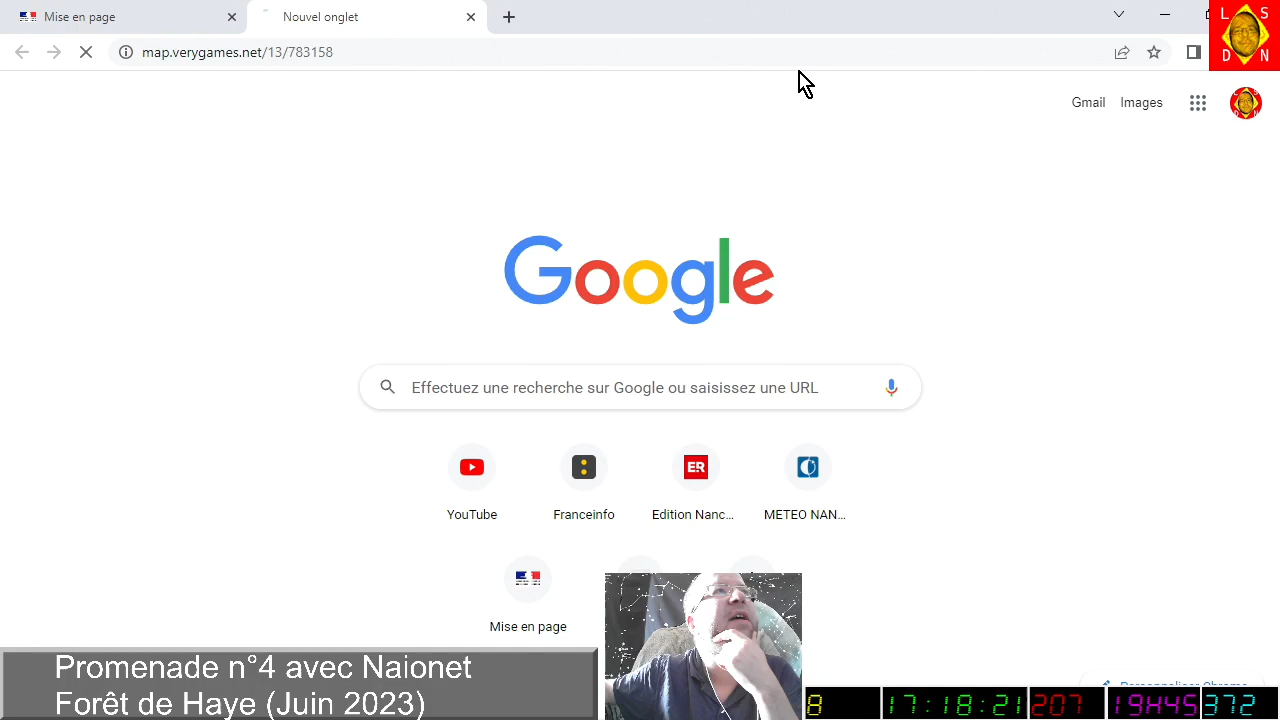 Mise en page
Nouvel onglet
L S
D N
map.verygames.net/13/783158
Gmail Images
Google
Effectuez une recherche sur Google ou saisissez une URL
ER
YouTube Franceinfo Edition Nanc... METEO NAN...
Mise en page
Personnaliser Chrome
Promenade n°4 avec Naionet
Forêt de Haye (Juin 2023)
8 17:18:21 207 19H45 372